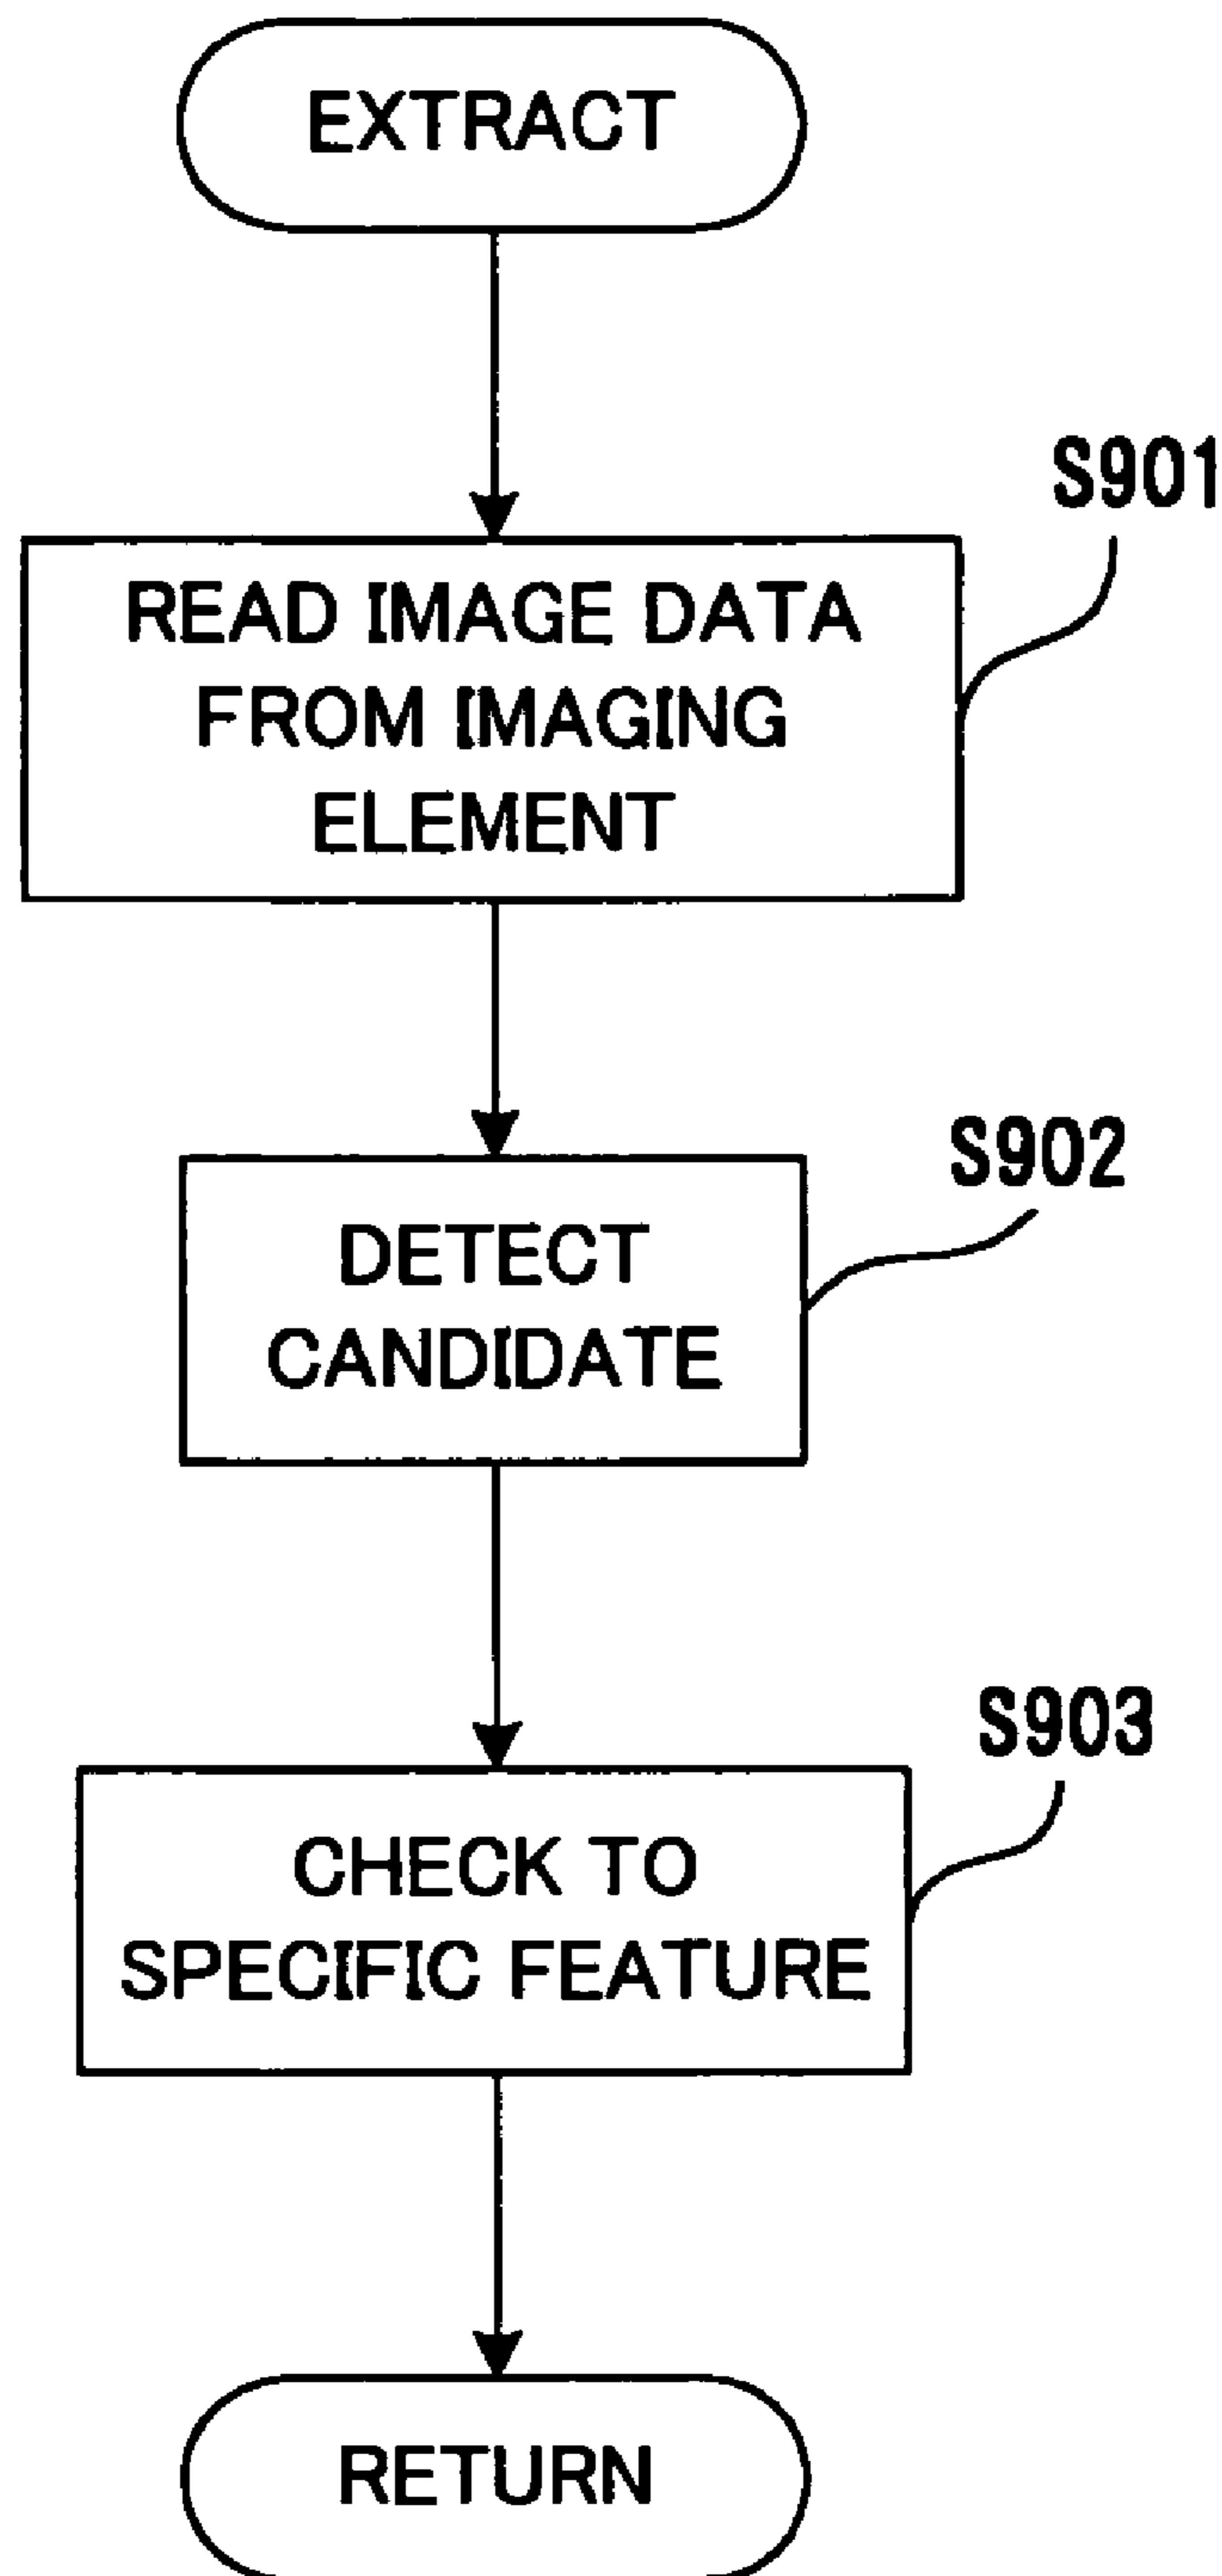 EXTRACT
S901
READ IMAGE DATA
FROM IMAGING
ELEMENT
S902
DETECT
CANDIDATE
S903
CHECK TO
SPECIFIC FEATURE
RETURN